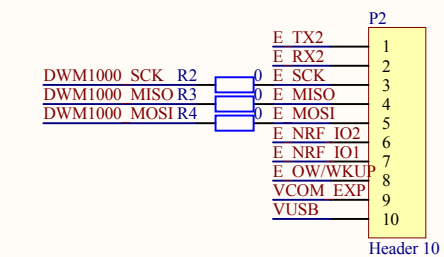 P2
E_TX2 1
E_RX2 2
DWM1000_SCK R2 0 E_SCK 3
DWM1000_MISO R3 0 E_MISO 4
DWM1000_MOSI R4 0 E_MOSI 5
E_NRF_IO2 6
E_NRF_IO1 7
E_OW/WKUP 8
VCOM_EXP 9
VUSB 10
Header 10